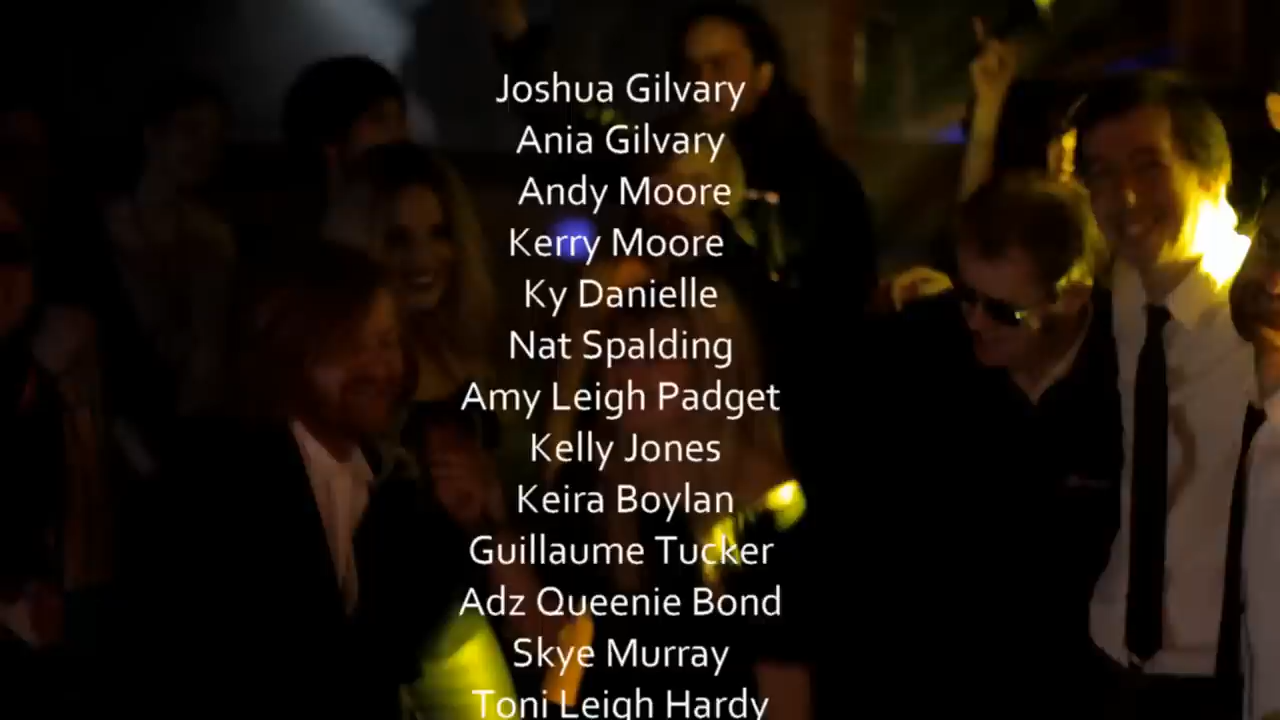 Joshua Gilvary
Ania Gilvary
Andy Moore
Kerry Moore
Ky Danielle
Nat Spalding
Amy Leigh Padget
Kelly Jones
Keira Boylan
Guillaume Tucker
Adz Queenie Bond
Skye Murray
Toni Leigh Hardy